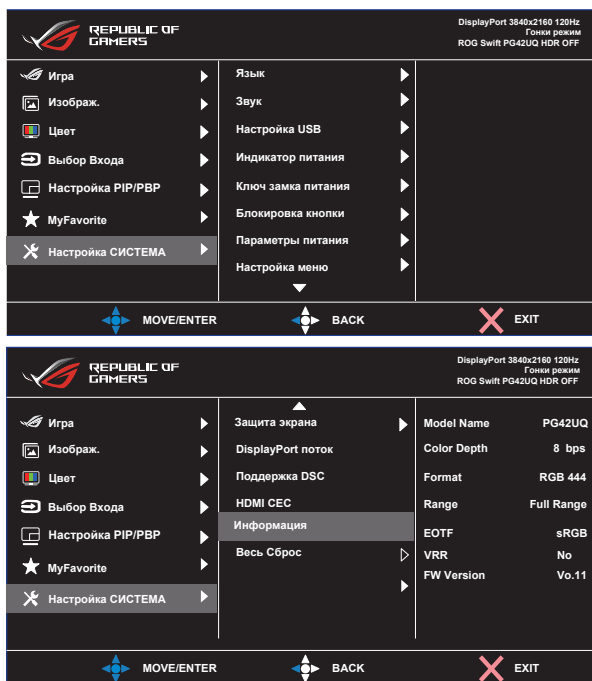 REPUBLIC OF
GAMERS
DisplayPort 3840x2160 120Hz
Гонки режим
ROG Swift PG42UQ HDR OFF
Игра
Изображ.
Цвет
Выбор Входа
Настройка PIP/PBP
MyFavorite
Настройка СИСТЕМА
Язык
Звук
Настройка USB
Индикатор питания
Ключ замка питания
Блокировка кнопки
Параметры питания
Настройка меню
MOVE/ENTER
BACK
EXIT
REPUBLIC OF
GAMERS
DisplayPort 3840x2160 120Hz
Гонки режим
ROG Swift PG42UQ HDR OFF
Игра
Изображ.
Цвет
Выбор Входа
Настройка PIP/PBP
MyFavorite
Настройка СИСТЕМА
Защита экрана
DisplayPort поток
Поддержка DSC
HDMI CEC
Информация
Весь Сброс
Model Name PG42UQ
Color Depth 8 bps
Format RGB 444
Range Full Range
EOTF sRGB
VRR No
FW Version Vo.11
MOVE/ENTER
BACK
EXIT